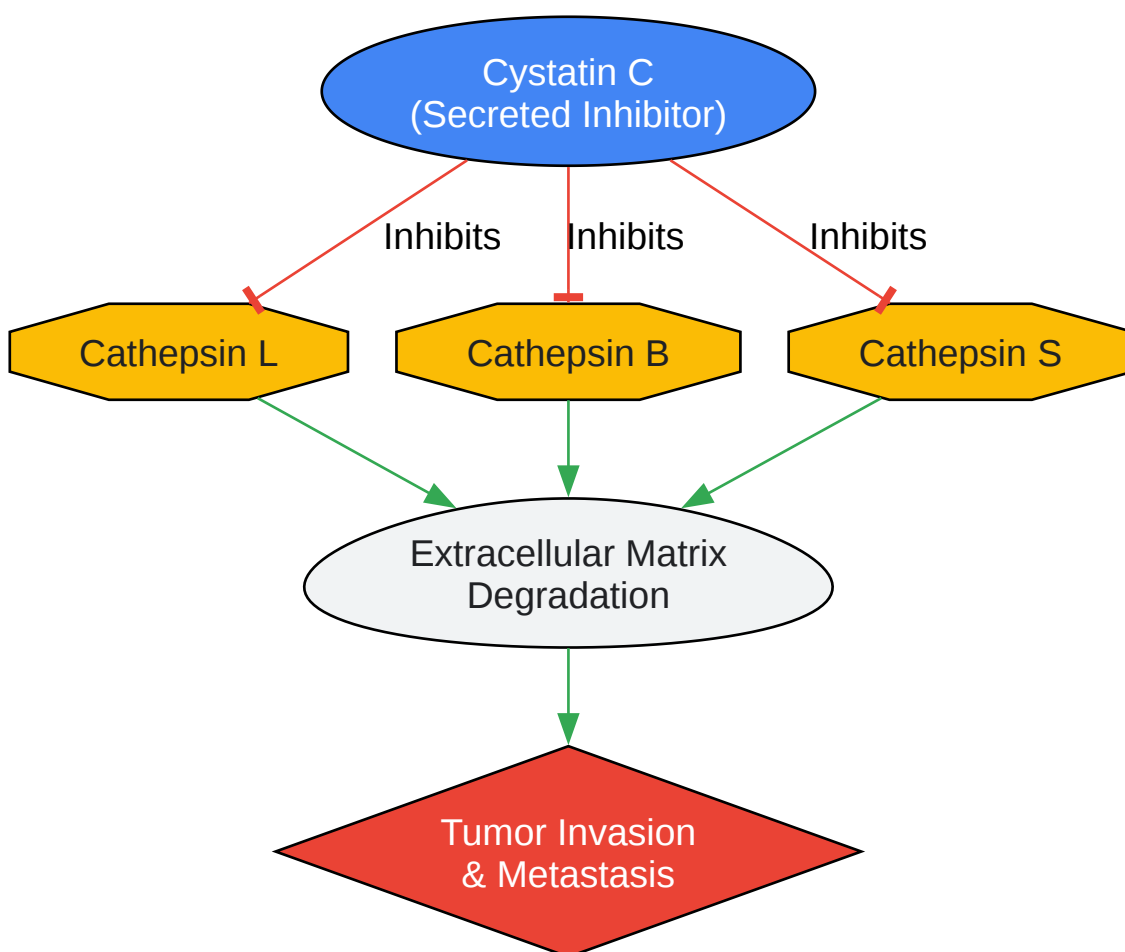 Cystatin C
(Secreted Inhibitor)
Inhibits
Inhibits
Inhibits
Cathepsin L
Cathepsin B
Cathepsin S
Extracellular Matrix
Degradation
Tumor Invasion
& Metastasis